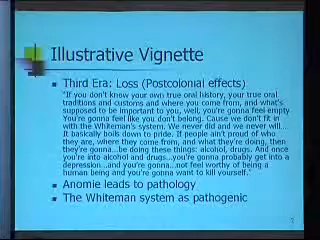 Illustrative Vignette
Third Era: Loss (Postcolonial effects)
"If you don't know your own true oral history, your true oral
traditions and customs and where you come from, and what's
supposed to be important to you, well, you're gonna feel empty.
You're gonna feel like you don't belong. Cause we don't fit in
with the Whiteman's system. We never did and we never will....
It basically boils down to pride. If people ain't proud of who
they are, where they come from, and what they're doing, then
they're gonna...be doing these things: alcohol, drugs. And once
you're into alcohol and drugs...you're gonna probably get into a
depression...and you're gonna...not feel worthy of being a
human being and you're gonna want to kill yourself."
Anomie leads to pathology
The Whiteman system as pathogenic